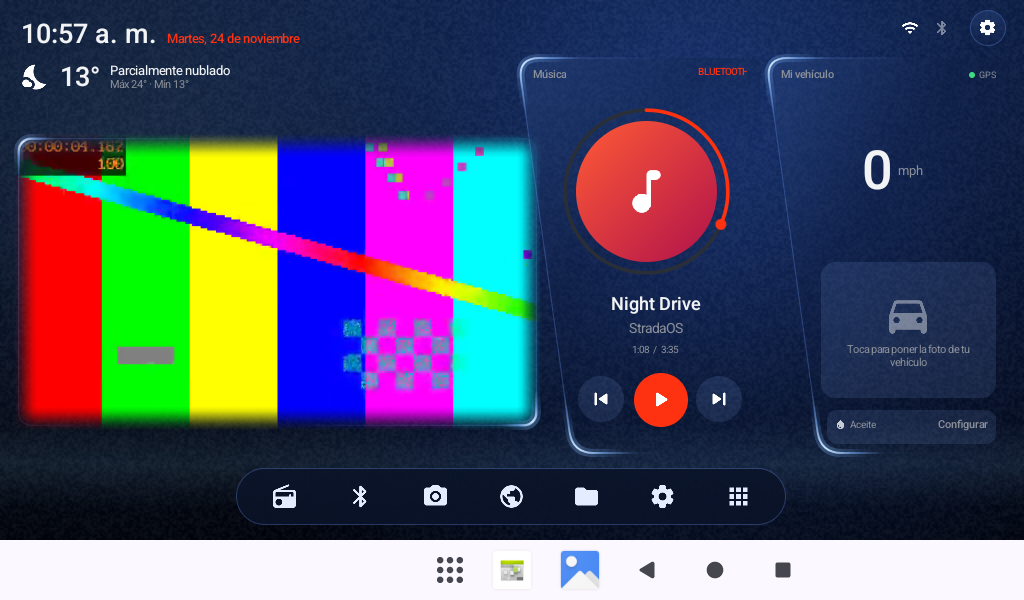 10:57 a. m. Martes, 24 de noviembre
13° Parcialmente nublado
Máx 24° · Mín 13°
100
Música
BLUETOOTH
Night Drive
StradaOS
1:08 / 3:35
Mi vehículo
GPS
0 mph
Toca para poner la foto de tu
vehículo
Aceite Configurar